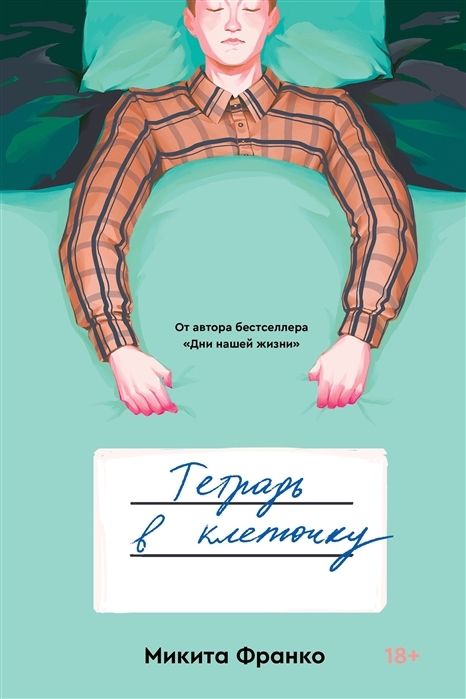 От автора бестселлера
«Дни нашей жизни»
Тетрадь
в клеточку
Микита Франко
18+